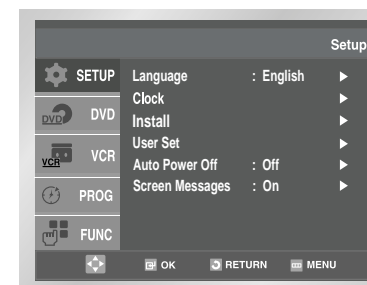 Setup
SETUP
Language : English ►
Clock ►
DVD DVD
Install ►
User Set ►
VCR VCR
Auto Power Off : Off ►
Screen Messages : On ►
PROG
FUNC
OK RETURN MENU